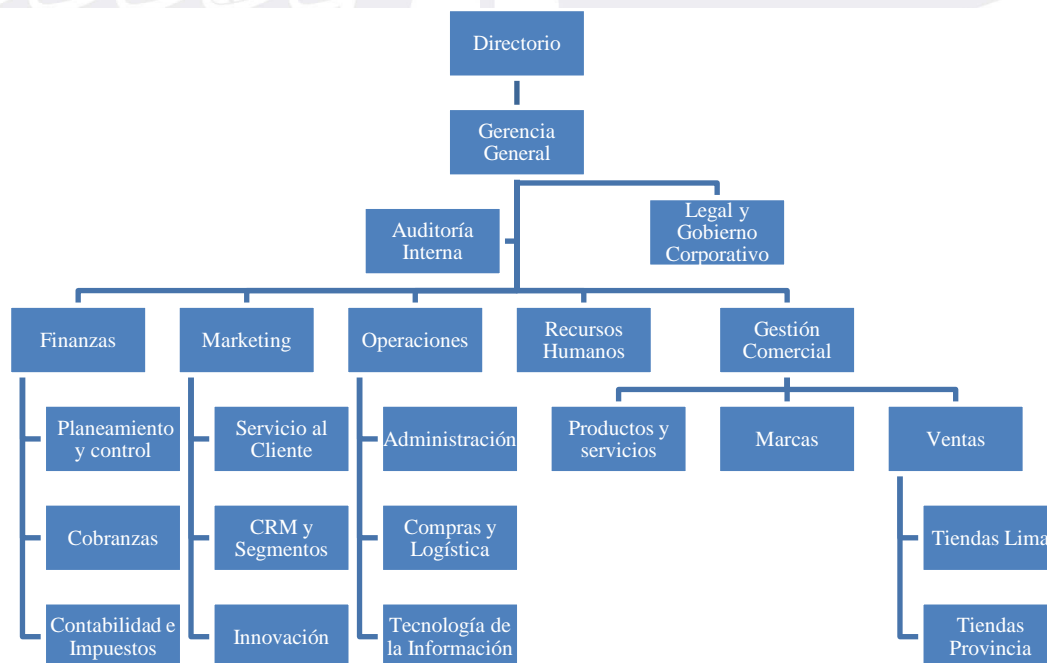 Directorio
Gerencia
General
Auditoría
Interna
Legal y
Gobierno
Corporativo
Finanzas
Marketing
Operaciones
Recursos
Humanos
Gestión
Comercial
Planeamiento
y control
Servicio al
Cliente
Administración
Productos y
servicios
Marcas
Ventas
Cobranzas
CRM y
Segmentos
Compras y
Logística
Tiendas Lima
Contabilidad e
Impuestos
Innovación
Tecnología de
la Información
Tiendas
Provincia